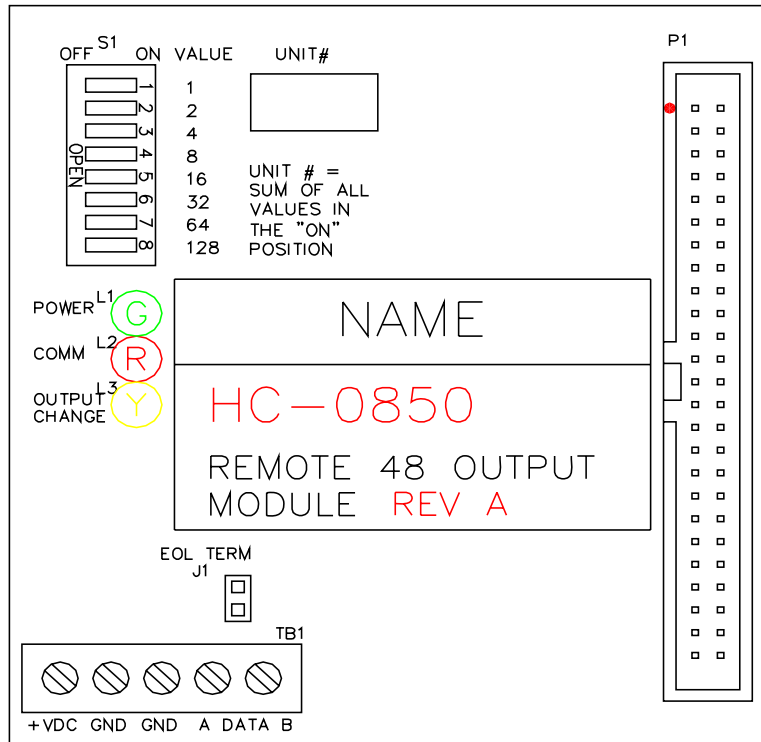 S1
OFF ON VALUE UNIT#
1 1
2 2
3 4
4 8
5 16
6 32
7 64
8 128
OPEN
UNIT # =
SUM OF ALL
VALUES IN
THE "ON"
POSITION
P1
POWER L1 G
COMM L2 R
OUTPUT
CHANGE L3 Y
NAME
HC-0850
REMOTE 48 OUTPUT
MODULE REV A
EOL TERM
J1
TB1
+VDC GND GND A DATA B